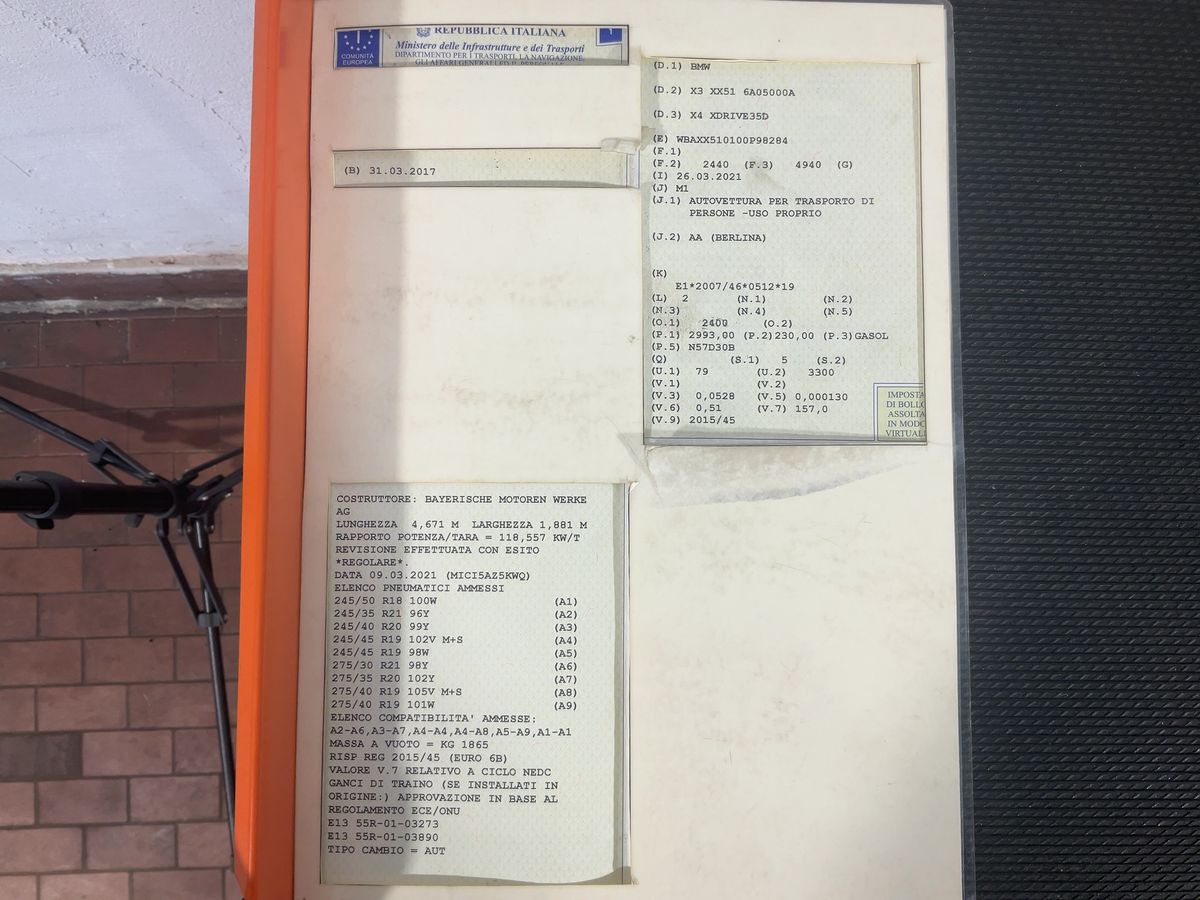 REPUBBLICA ITALIANA
COMUNITÀ
EUROPEA
Ministero delle Infrastrutture e dei Trasporti
DIPARTIMENTO PER I TRASPORTI, LA NAVIGAZIONE,
GLI AFFARI GENERALI ED IL PERSONALE
(B) 31.03.2017
(D.1) BMW
(D.2) X3 XX51 6A05000A
(D.3) X4 XDRIVE35D
(E) WBAXX510100P98284
(F.1)
(F.2) 2440 (F.3) 4940 (G)
(I) 26.03.2021
(J) M1
(J.1) AUTOVETTURA PER TRASPORTO DI
PERSONE -USO PROPRIO
(J.2) AA (BERLINA)
(K)
E1*2007/46*0512*19
(L) 2 (N.1) (N.2)
(N.3) (N.4) (N.5)
(O.1) 2400 (O.2)
(P.1) 2993,00 (P.2)230,00 (P.3)GASOL
(P.5) N57D30B
(Q) (S.1) 5 (S.2)
(U.1) 79 (U.2) 3300
(V.1) (V.2)
(V.3) 0,0528 (V.5) 0,000130
(V.6) 0,51 (V.7) 157,0
(V.9) 2015/45
IMPOSTA
DI BOLLO
ASSOLTA
IN MODO
VIRTUAL
COSTRUTTORE: BAYERISCHE MOTOREN WERKE
AG
LUNGHEZZA 4,671 M LARGHEZZA 1,881 M
RAPPORTO POTENZA/TARA = 118,557 KW/T
REVISIONE EFFETTUATA CON ESITO
*REGOLARE*.
DATA 09.03.2021 (MICI5AZ5KWQ)
ELENCO PNEUMATICI AMMESSI
245/50 R18 100W (A1)
245/35 R21 96Y (A2)
245/40 R20 99Y (A3)
245/45 R19 102V M+S (A4)
245/45 R19 98W (A5)
275/30 R21 98Y (A6)
275/35 R20 102Y (A7)
275/40 R19 105V M+S (A8)
275/40 R19 101W (A9)
ELENCO COMPATIBILITA' AMMESSE:
A2-A6,A3-A7,A4-A4,A4-A8,A5-A9,A1-A1
MASSA A VUOTO = KG 1865
RISP REG 2015/45 (EURO 6B)
VALORE V.7 RELATIVO A CICLO NEDC
GANCI DI TRAINO (SE INSTALLATI IN
ORIGINE:) APPROVAZIONE IN BASE AL
REGOLAMENTO ECE/ONU
E13 55R-01-03273
E13 55R-01-03890
TIPO CAMBIO = AUT